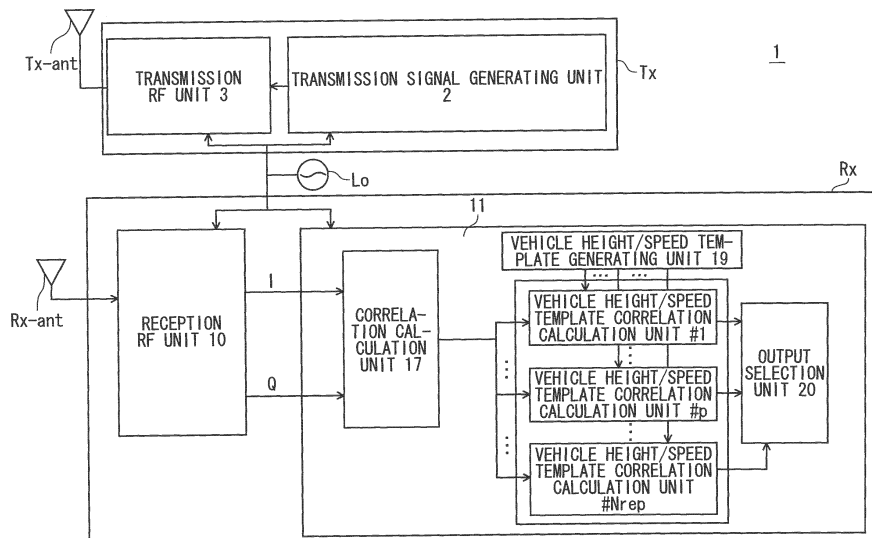 Tx-ant
TRANSMISSION
RF UNIT 3
TRANSMISSION SIGNAL GENERATING UNIT
2
Tx
1
Lo
Rx
11
Rx-ant
RECEPTION
RF UNIT 10
I
Q
CORRELA-
TION CAL-
CULATION
UNIT 17
VEHICLE HEIGHT/SPEED TEM-
PLATE GENERATING UNIT 19
VEHICLE HEIGHT/SPEED
TEMPLATE CORRELATION
CALCULATION UNIT #1
VEHICLE HEIGHT/SPEED
TEMPLATE CORRELATION
CALCULATION UNIT #p
VEHICLE HEIGHT/SPEED
TEMPLATE CORRELATION
CALCULATION UNIT
#Nrep
OUTPUT
SELECTION
UNIT 20